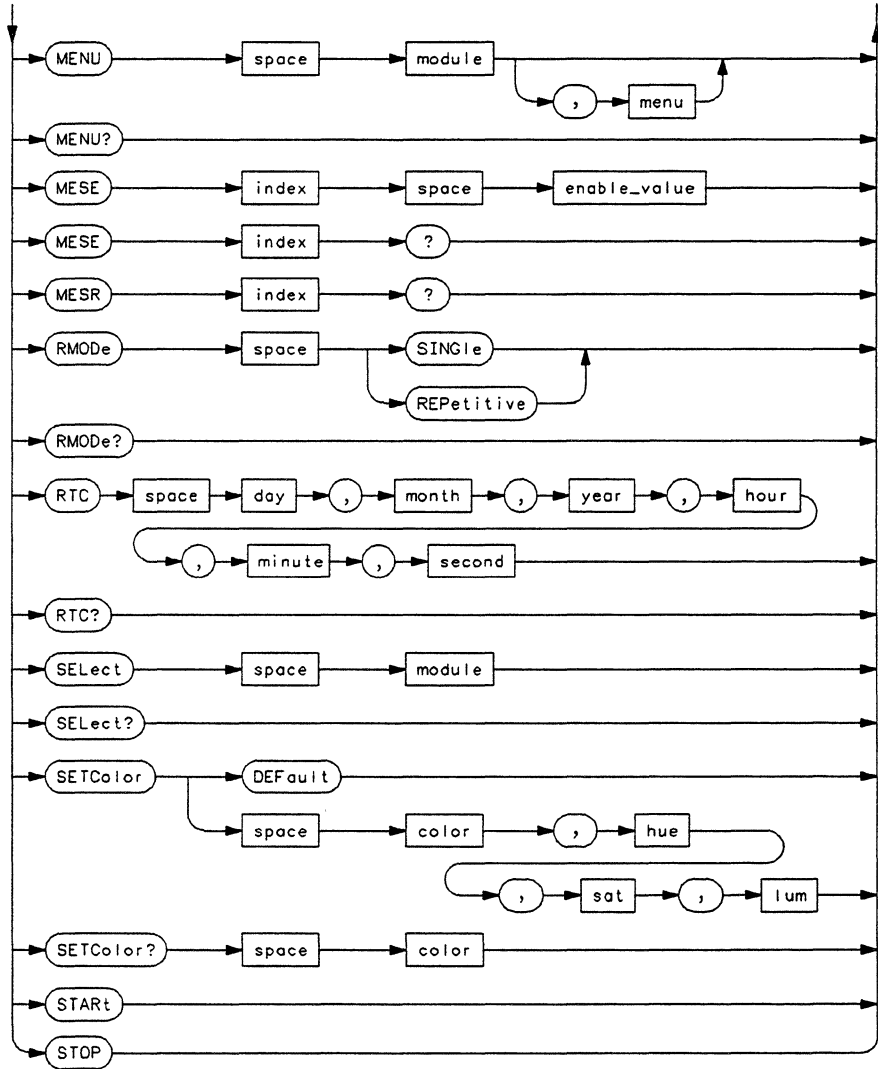 MENU space module
, menu
MENU?
MESE index space enable_value
MESE index ?
MESR index ?
RMODe space SINGle
REPetitive
RMODe?
RTC space day , month , year , hour
, minute , second
RTC?
SELect space module
SELect?
SETColor DEFault
space color , hue
, sat , lum
SETColor? space color
STARt
STOP